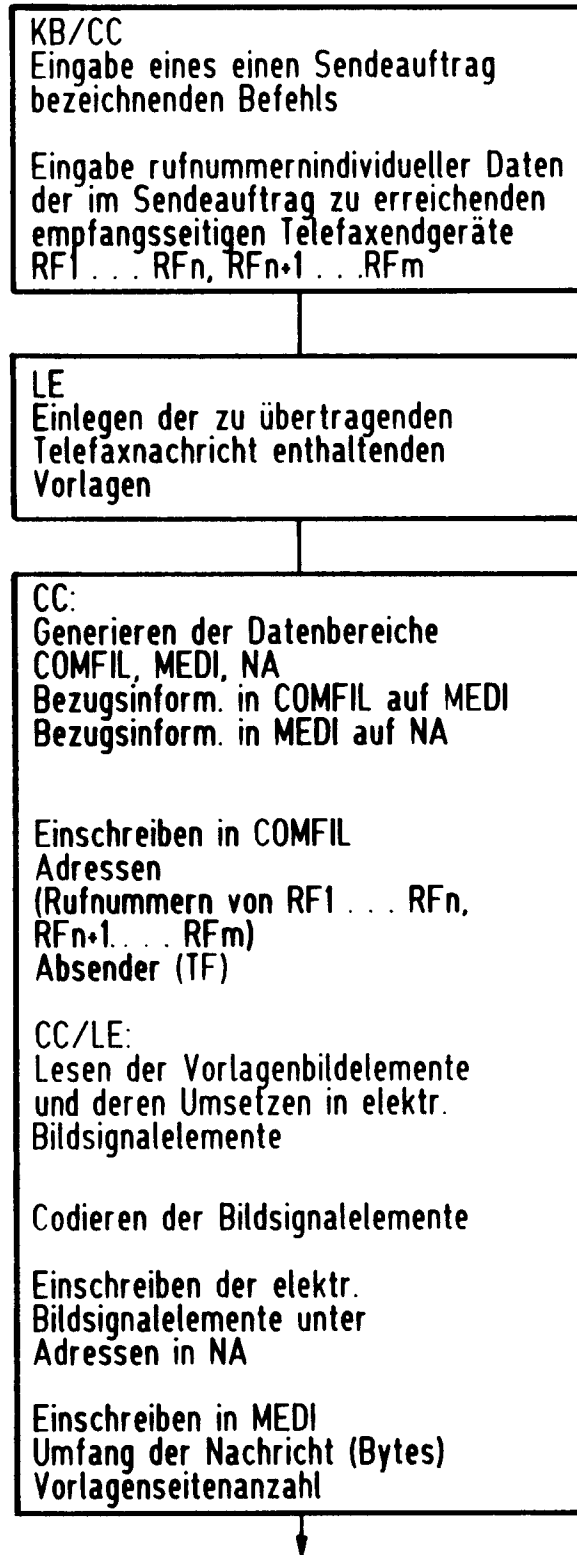 KB/CC
Eingabe eines einen Sendeauftrag
bezeichnenden Befehls
Eingabe rufnummernindividueller Daten
der im Sendeauftrag zu erreichenden
empfangsseitigen Telefaxendgeräte
RF1 . . . RFn, RFn+1 . . .RFm
LE
Einlegen der zu übertragenden
Telefaxnachricht enthaltenden
Vorlagen
CC:
Generieren der Datenbereiche
COMFIL, MEDI, NA
Bezugsinform. in COMFIL auf MEDI
Bezugsinform. in MEDI auf NA
Einschreiben in COMFIL
Adressen
(Rufnummern von RF1 . . . RFn,
RFn+1. . . . RFm)
Absender (TF)
CC/LE:
Lesen der Vorlagenbildelemente
und deren Umsetzen in elektr.
Bildsignalelemente
Codieren der Bildsignalelemente
Einschreiben der elektr.
Bildsignalelemente unter
Adressen in NA
Einschreiben in MEDI
Umfang der Nachricht (Bytes)
Vorlagenseitenanzahl